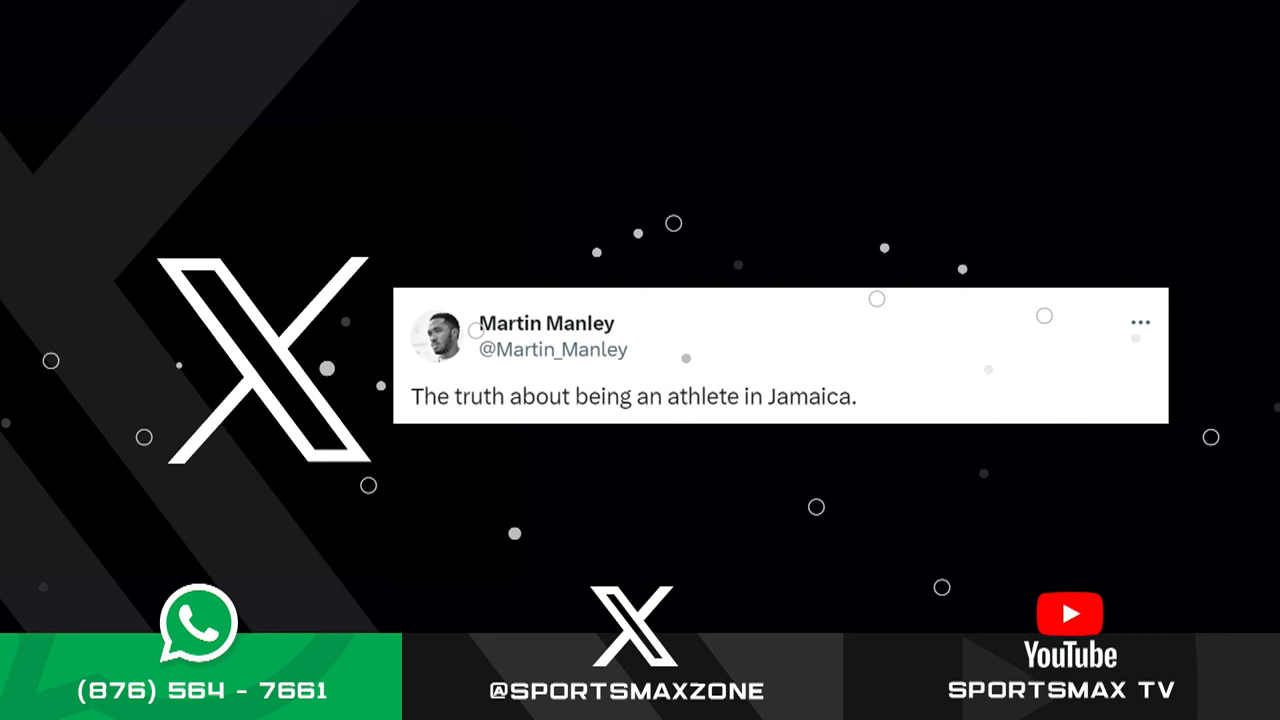 Martin Manley
@Martin_Manley
The truth about being an athlete in Jamaica.
(876) 564 - 7661
@SPORTSMAXZONE
YouTube
SPORTSMAX TV